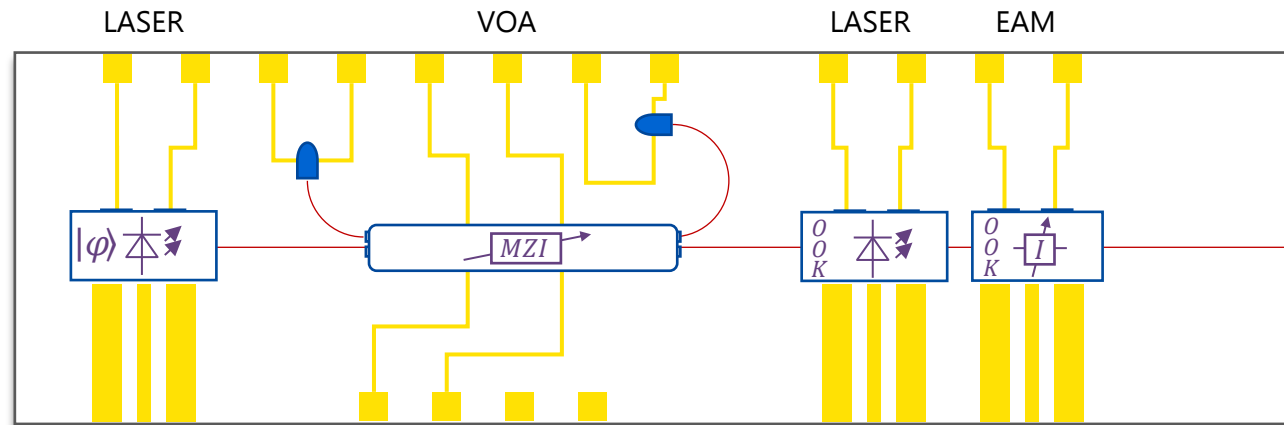 LASER VOA LASER EAM
|φ⟩ MZI O O K O O K I